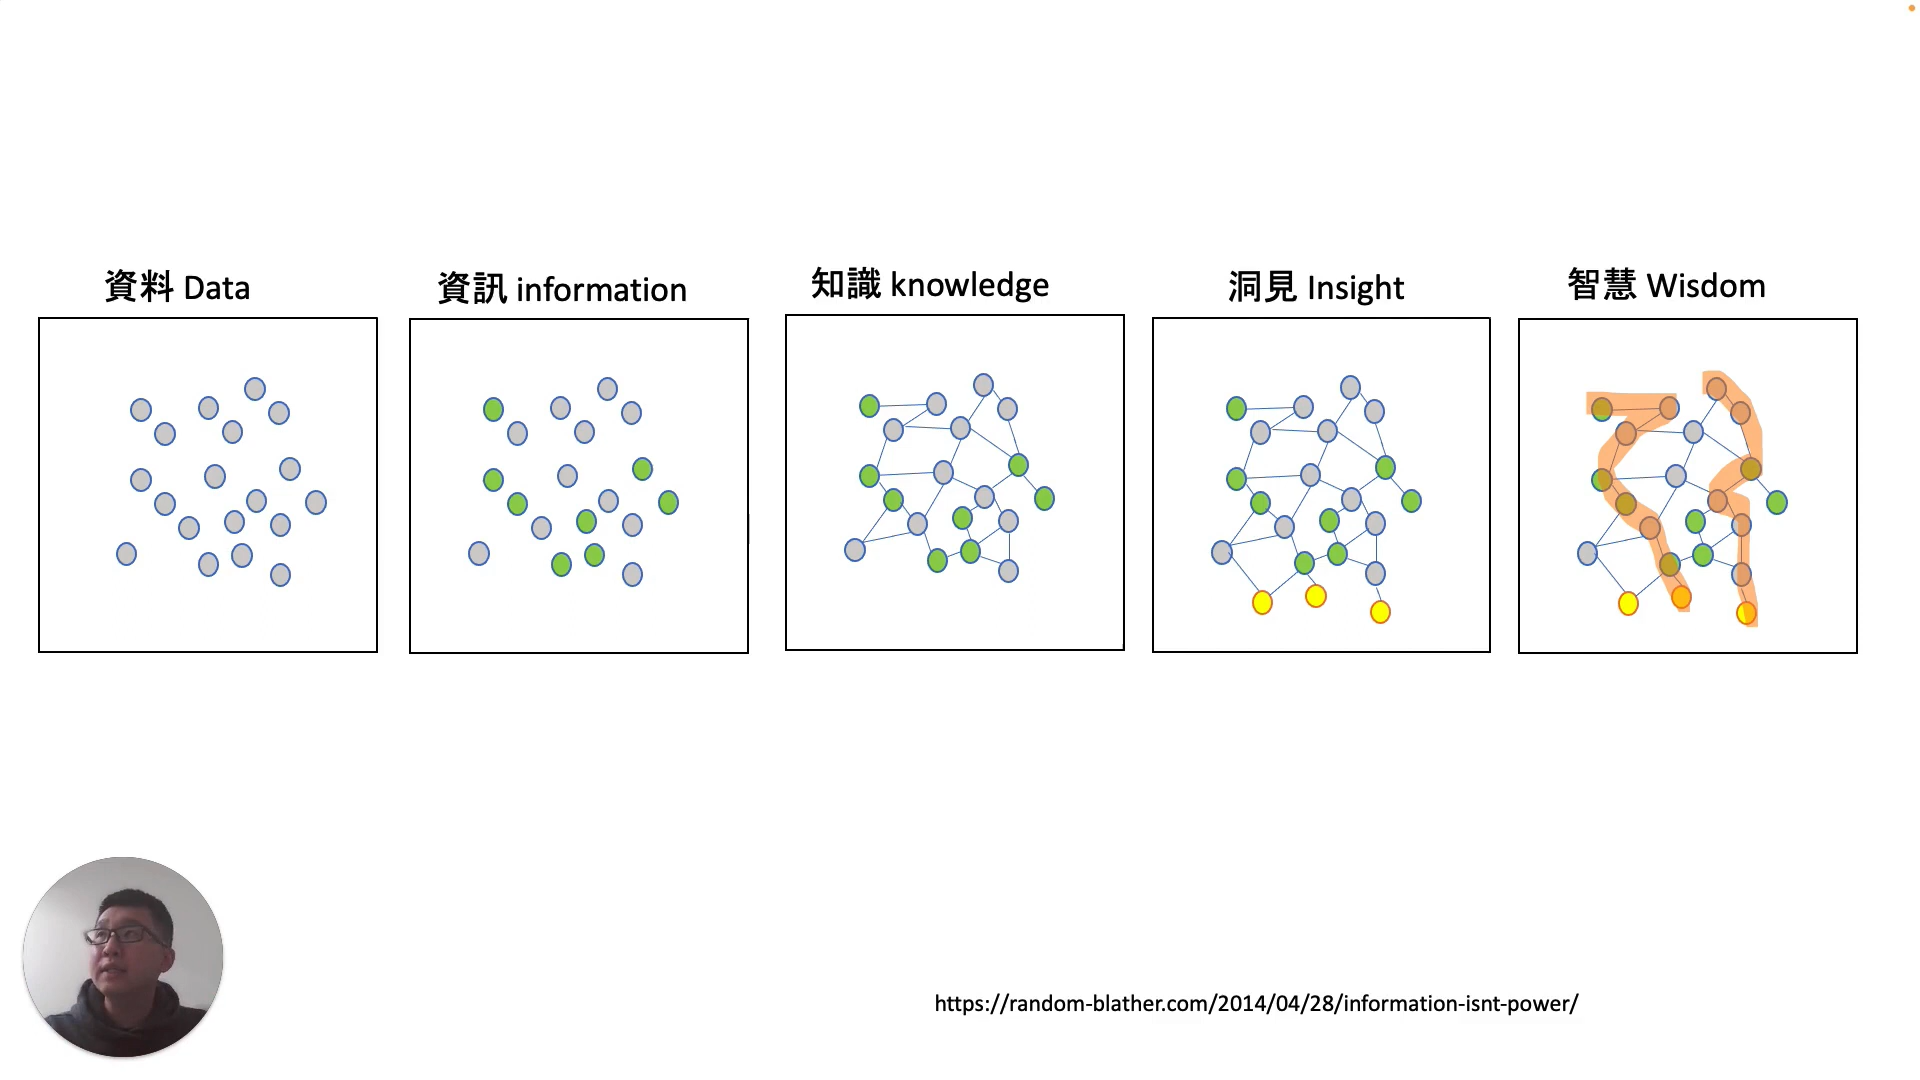 資料 Data
資訊 information
知識 knowledge
洞見 Insight
智慧 Wisdom
https://random-blather.com/2014/04/28/information-isnt-power/